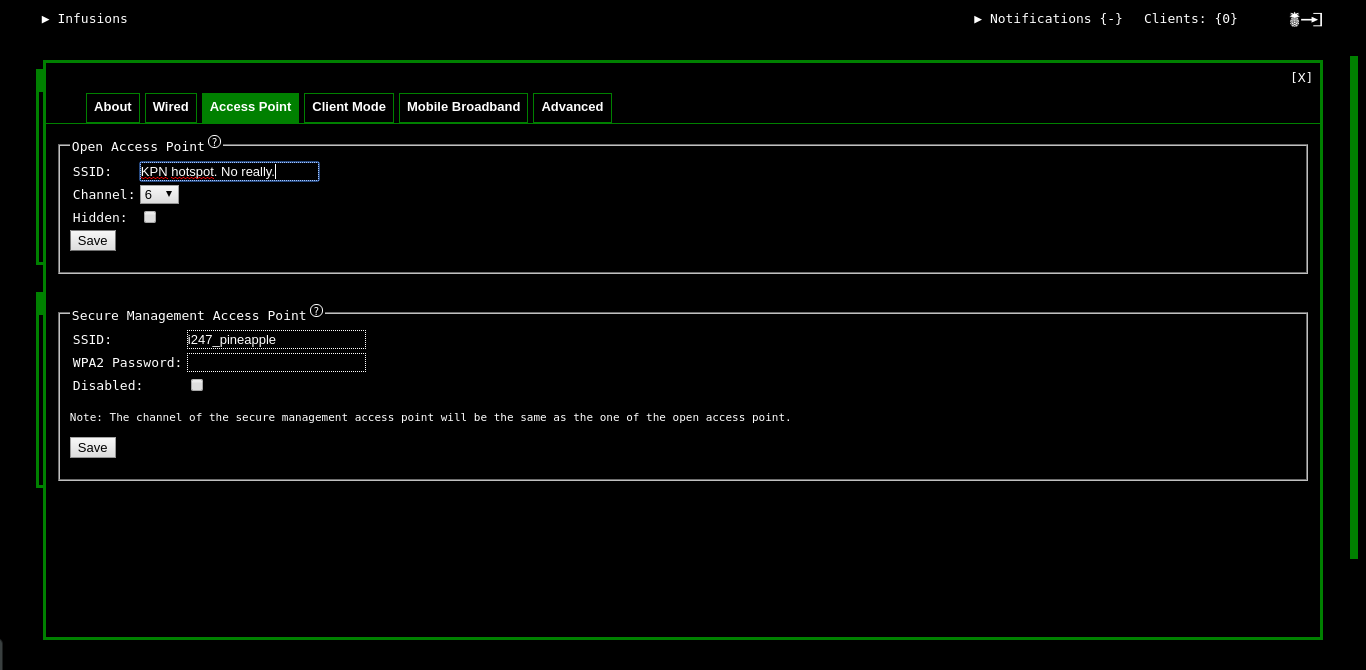 ▶ Infusions
▶ Notifications {-} Clients: {0}
[X]
About Wired Access Point Client Mode Mobile Broadband Advanced
Open Access Point ?
SSID: KPN hotspot. No really.
Channel: 6 ▼
Hidden:
Save
Secure Management Access Point ?
SSID: i247_pineapple
WPA2 Password:
Disabled:
Note: The channel of the secure management access point will be the same as the one of the open access point.
Save